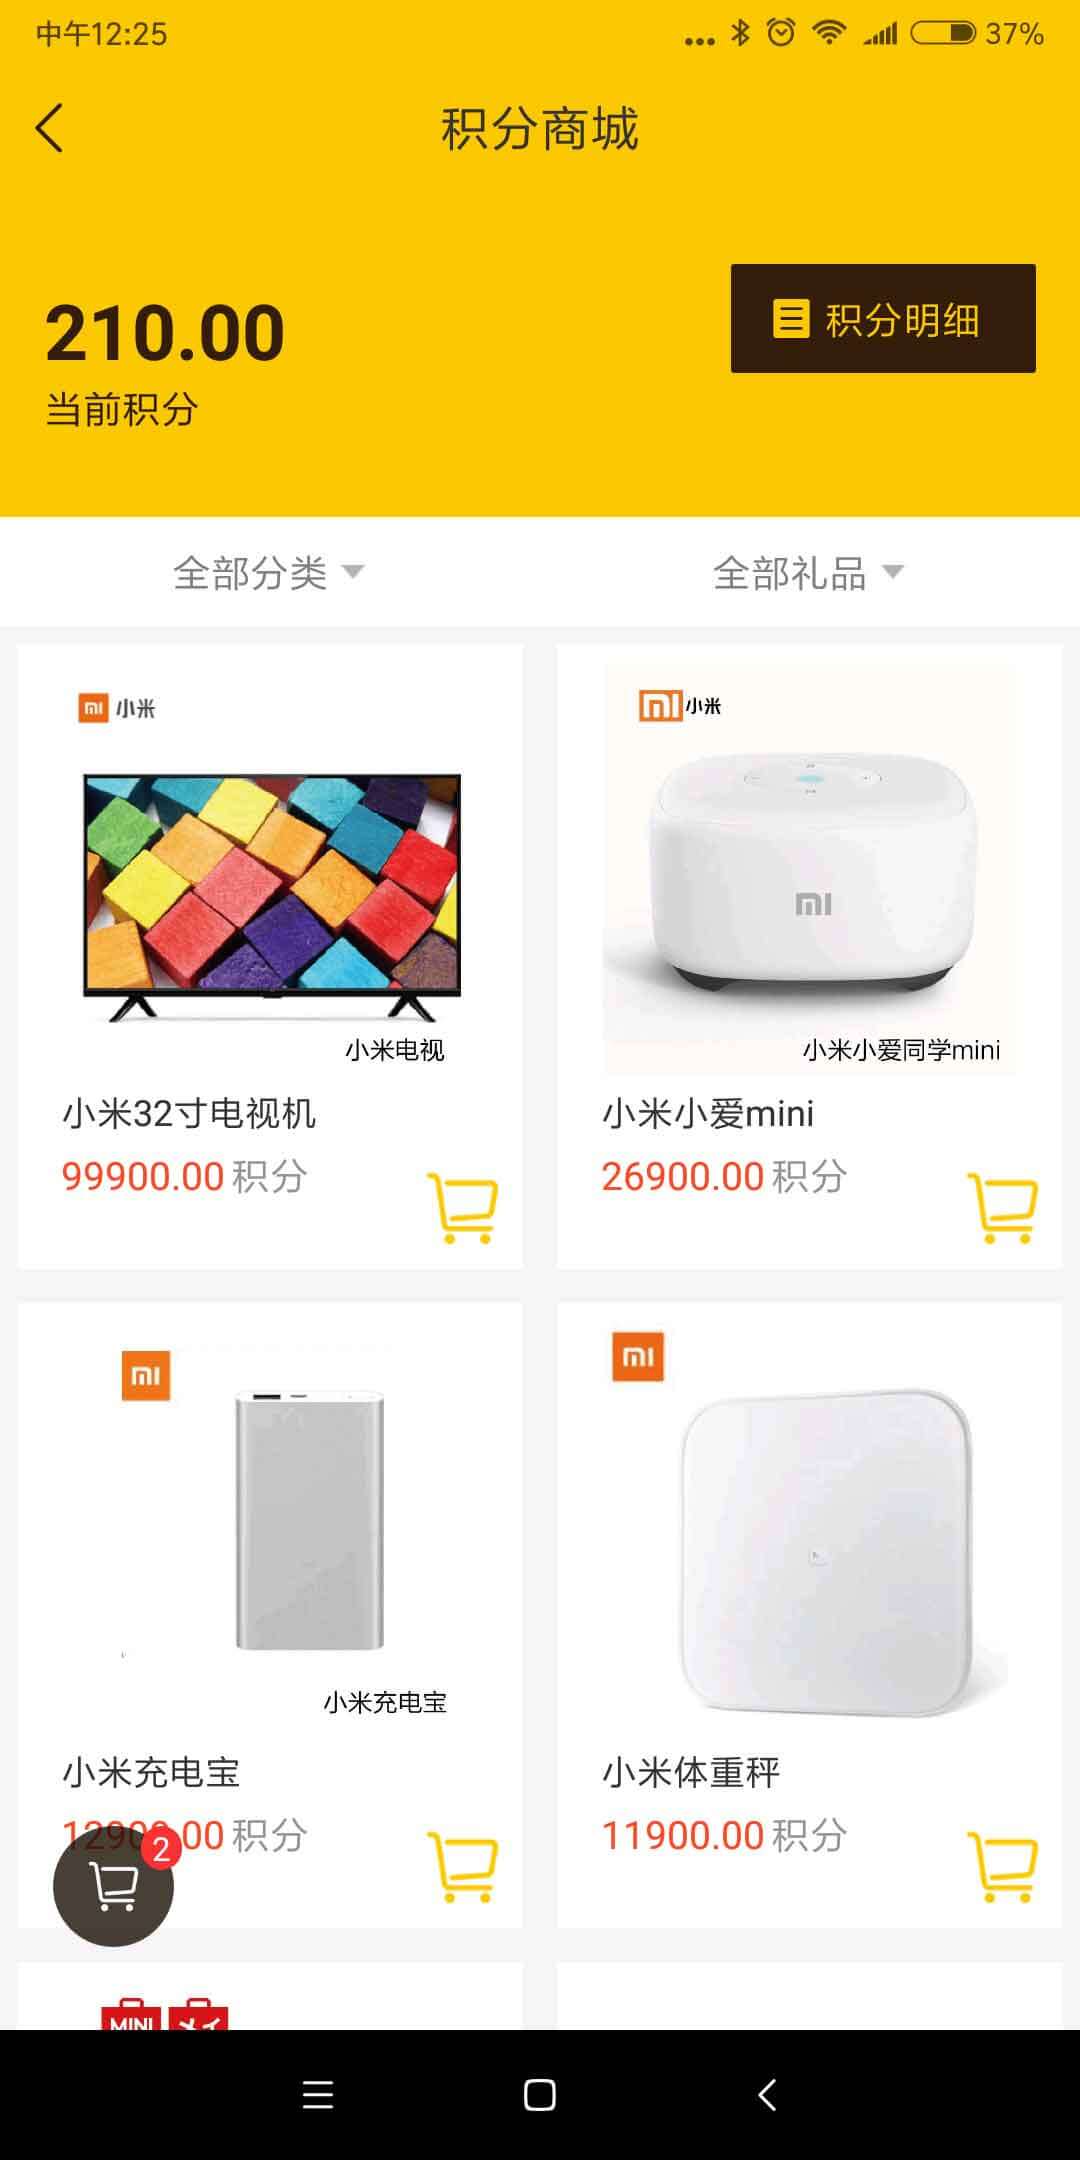 中午12:25
37%
积分商城
210.00
积分明细
当前积分
全部分类
全部礼品
mi 小米
小米电视
小米32寸电视机
99900.00 积分
mi 小米
mi
小米小爱同学mini
小米小爱mini
26900.00 积分
mi
小米充电宝
小米充电宝
00 积分
2
mi
小米体重秤
11900.00 积分
MINI